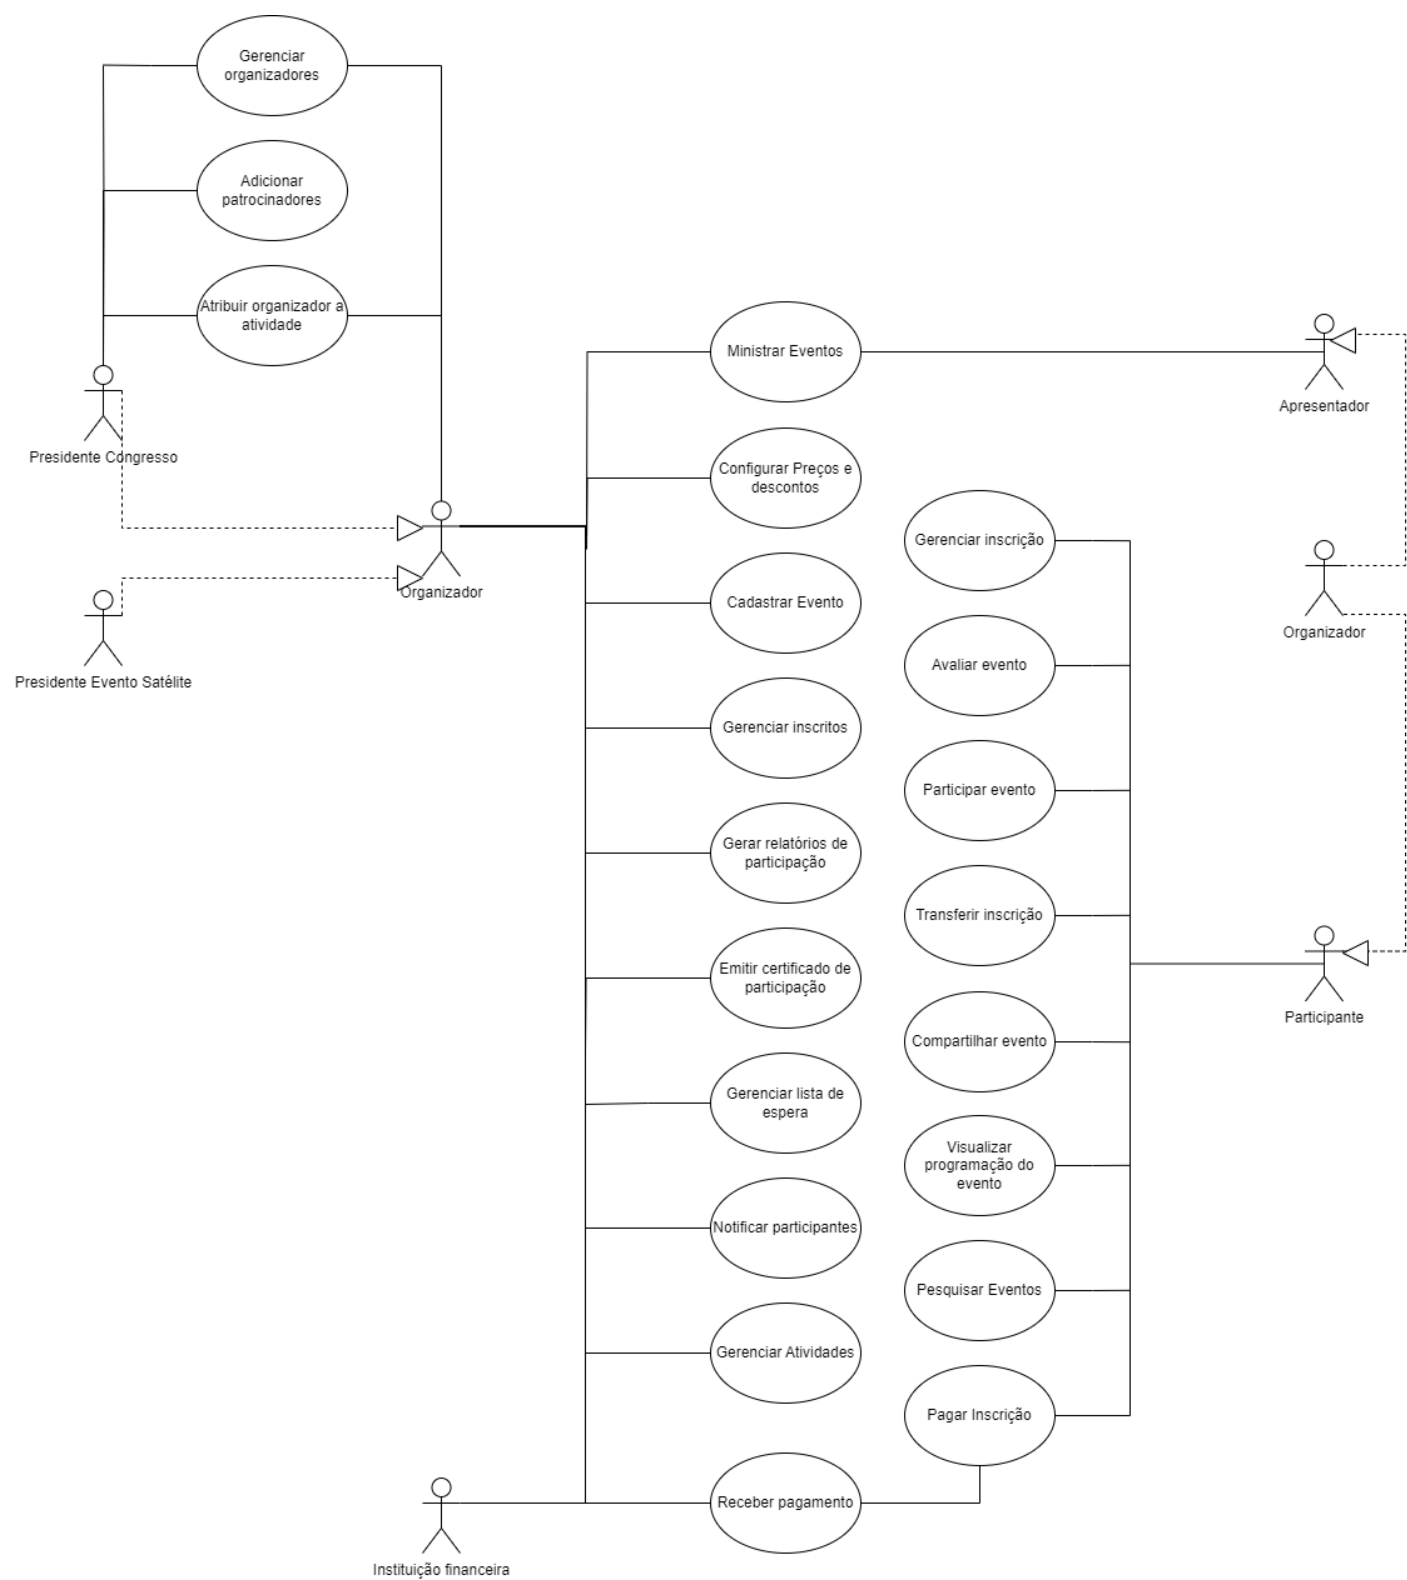 Gerenciar
organizadores
Adicionar
patrocinadores
Atribuir organizador a
atividade
Presidente Congresso
Organizador
Presidente Evento Satélite
Ministrar Eventos
Apresentador
Configurar Preços e
descontos
Gerenciar inscrição
Cadastrar Evento
Organizador
Avaliar evento
Gerenciar inscritos
Participar evento
Gerar relatórios de
participação
Transferir inscrição
Emitir certificado de
participação
Participante
Compartilhar evento
Gerenciar lista de
espera
Visualizar
programação do
evento
Notificar participantes
Pesquisar Eventos
Gerenciar Atividades
Pagar Inscrição
Receber pagamento
Instituição financeira